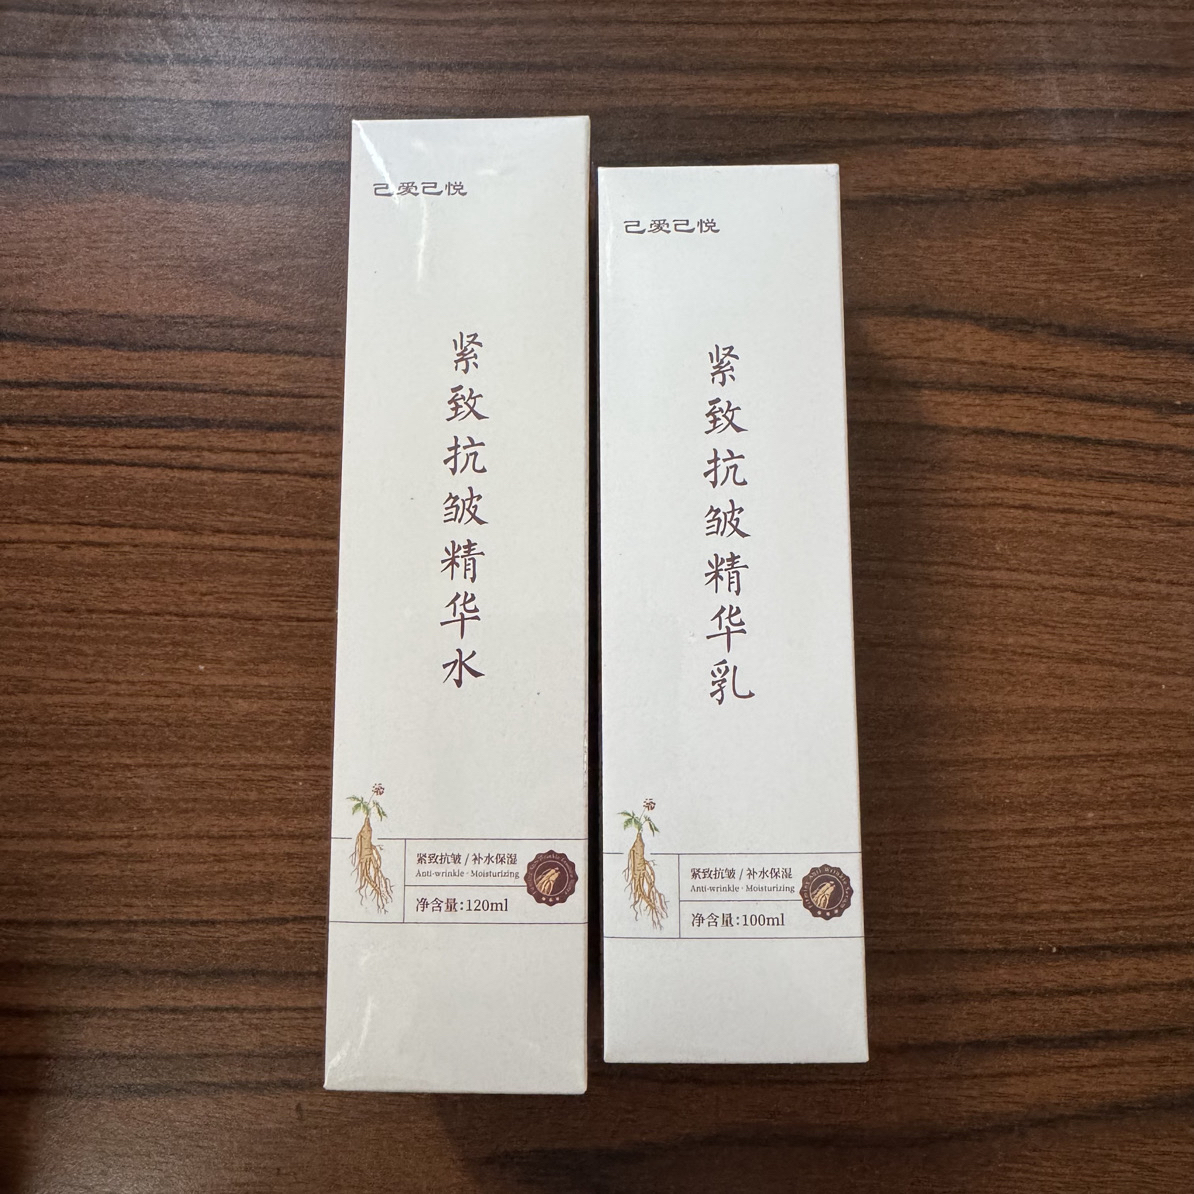 己爱己悦
紧致抗皱精华水
紧致抗皱 / 补水保湿
Anti-wrinkle · Moisturizing
净含量:120ml
己爱己悦
紧致抗皱精华乳
紧致抗皱 / 补水保湿
Anti-wrinkle · Moisturizing
净含量:100ml